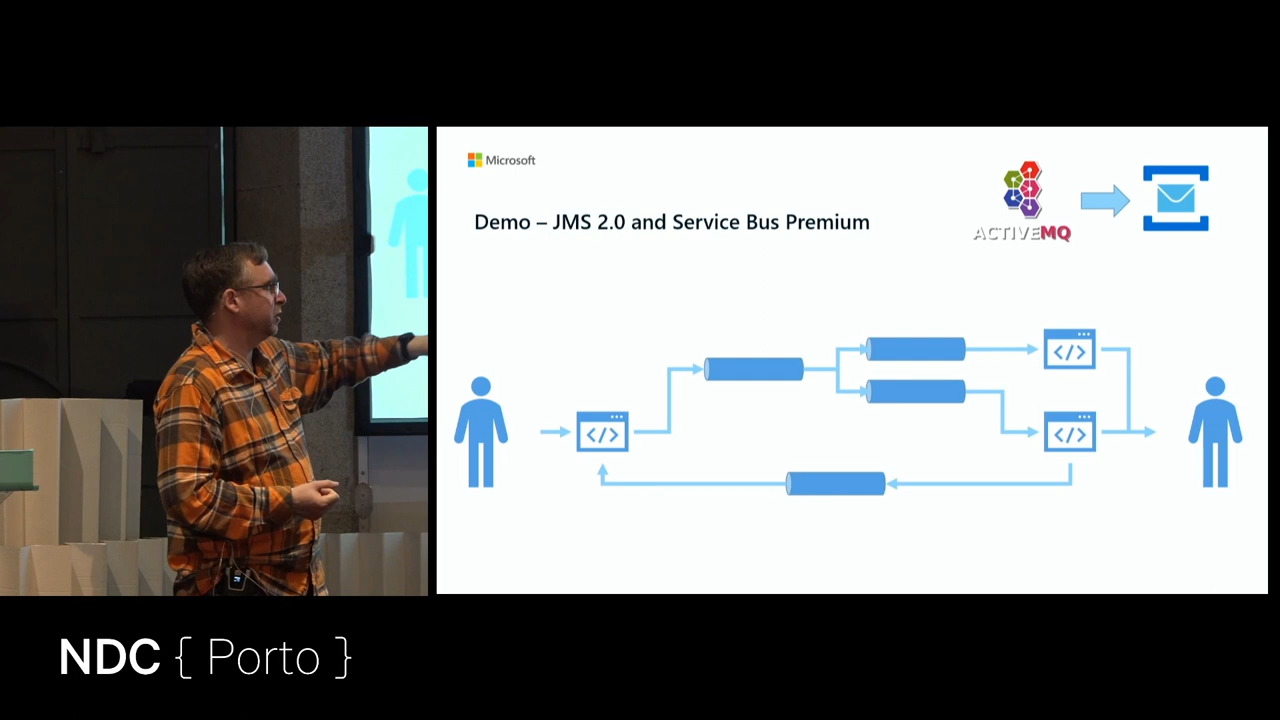 Microsoft
Demo – JMS 2.0 and Service Bus Premium
ACTIVEMQ
</>
</>
</>
NDC { Porto }